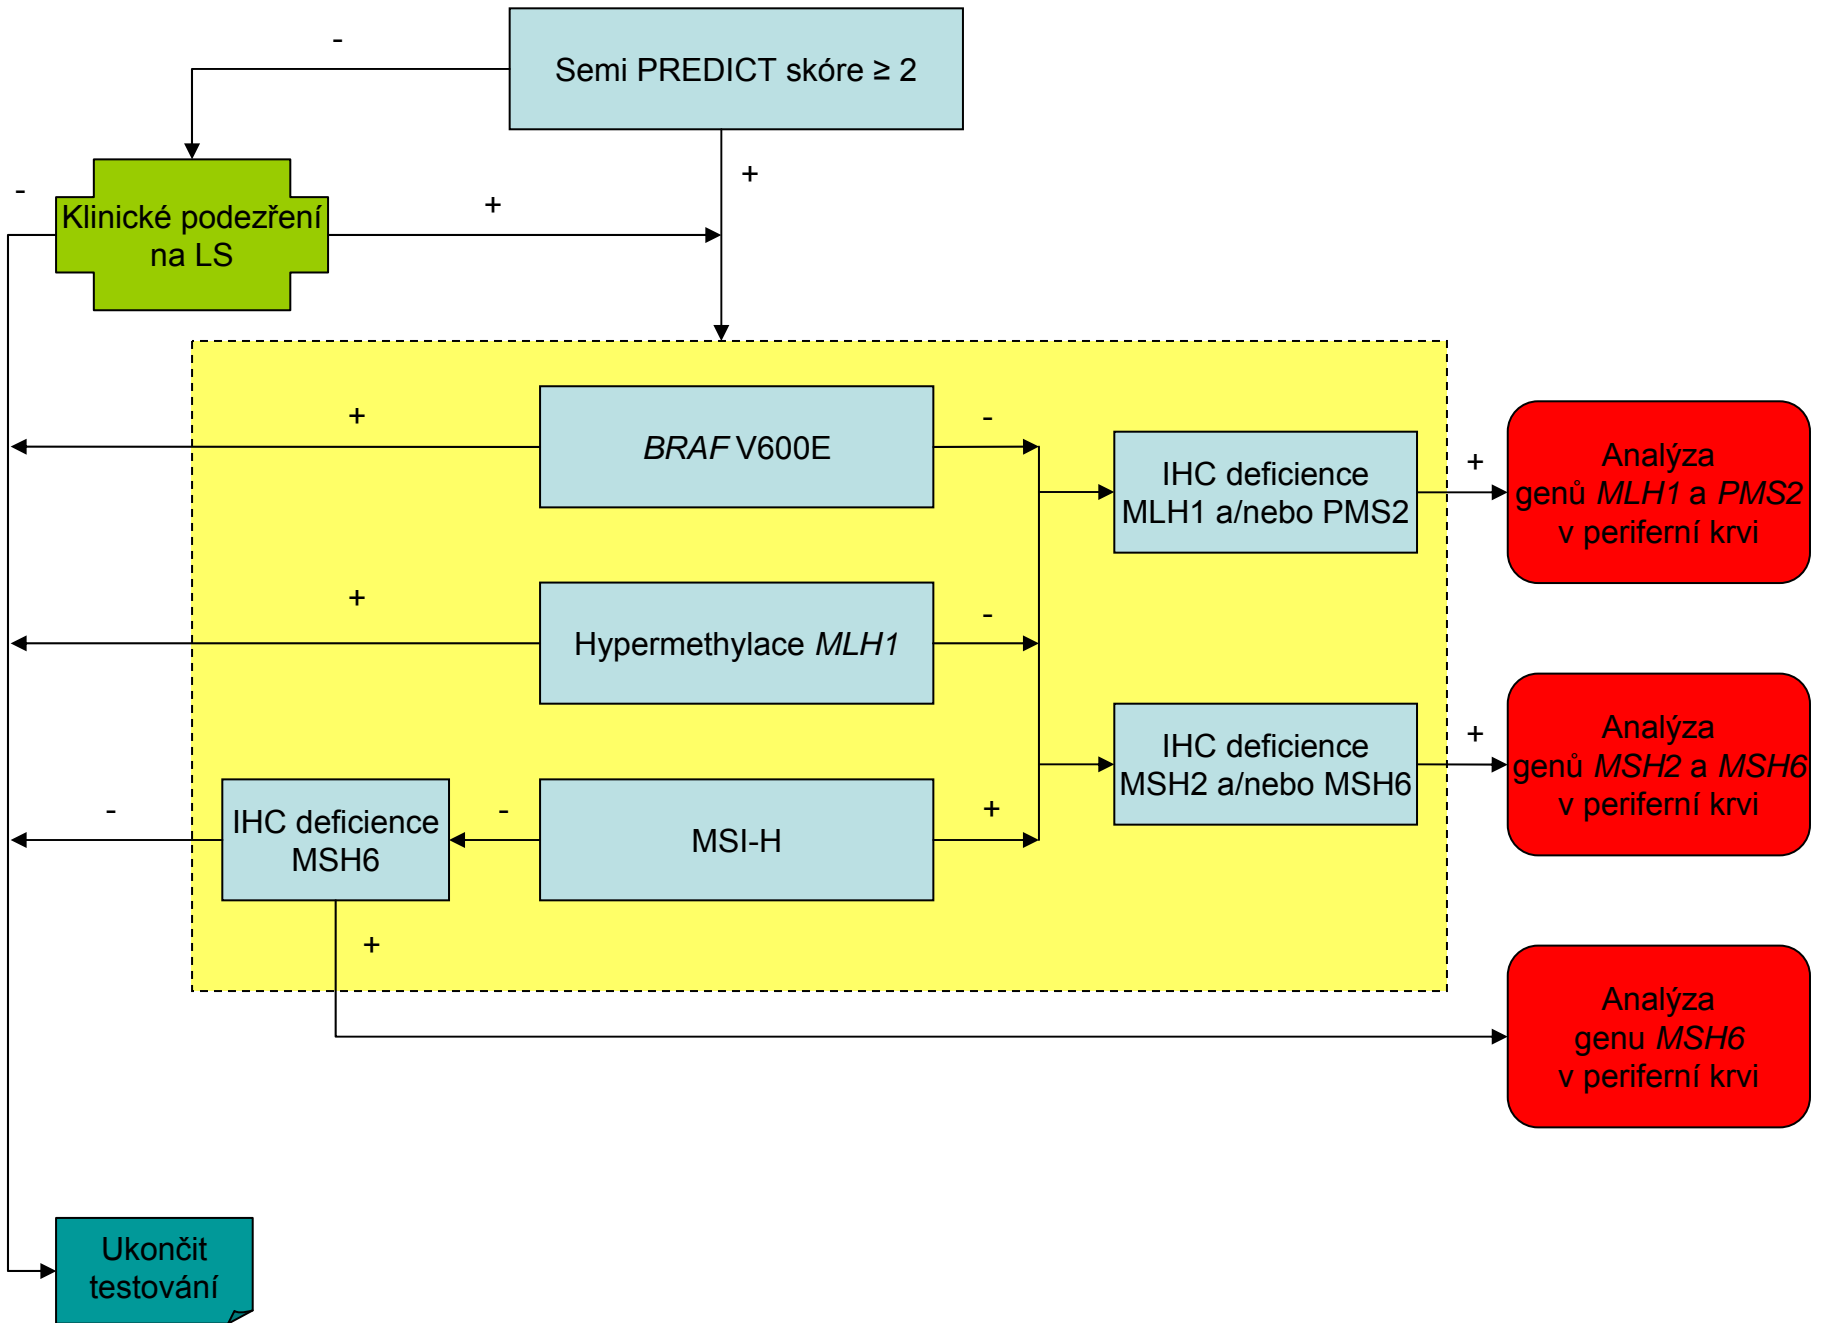 -
Semi PREDICT skóre ≥ 2
+
-
Klinické podezření
na LS
+
+
BRAF V600E
-
IHC deficience
MLH1 a/nebo PMS2
+
Analýza
genů MLH1 a PMS2
v periferní krvi
+
Hypermethylace MLH1
-
IHC deficience
MSH2 a/nebo MSH6
+
Analýza
genů MSH2 a MSH6
v periferní krvi
-
IHC deficience
MSH6
-
MSI-H
+
+
Analýza
genu MSH6
v periferní krvi
Ukončit
testování